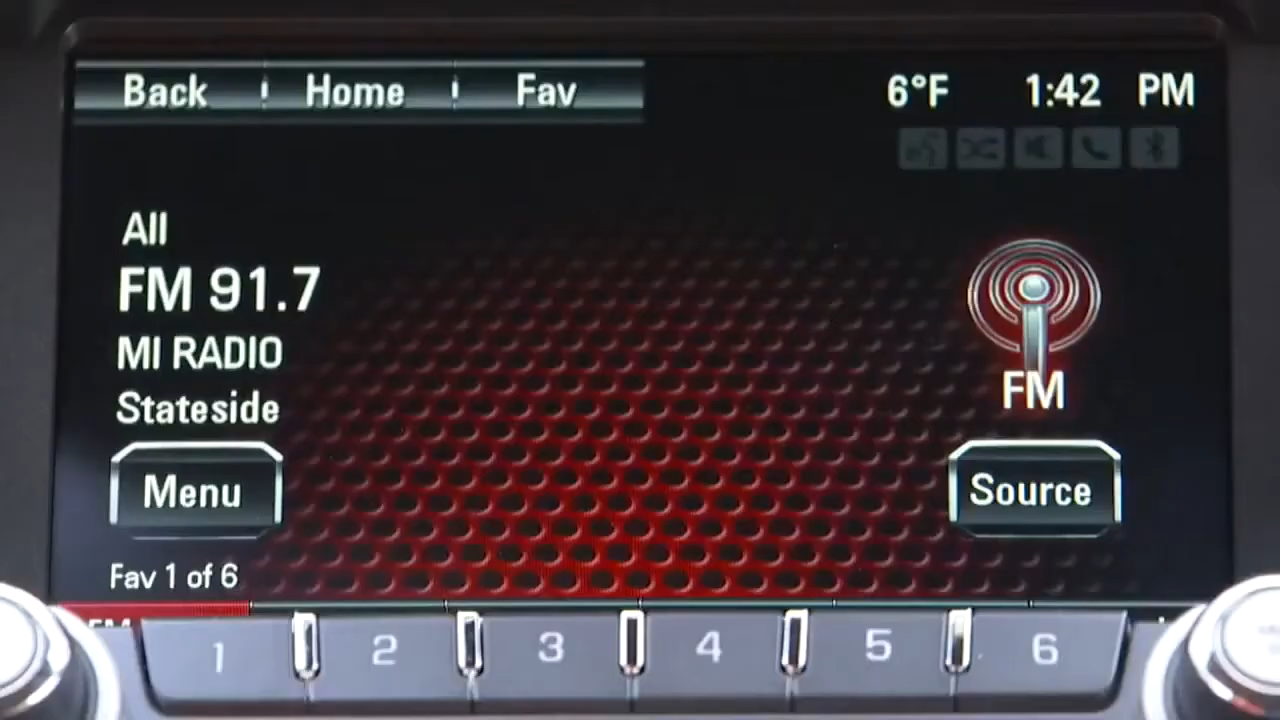 Back Home Fav 6°F 1:42 PM
All
FM 91.7
MI RADIO
Stateside
FM
Menu
Source
Fav 1 of 6
1 2 3 4 5 6